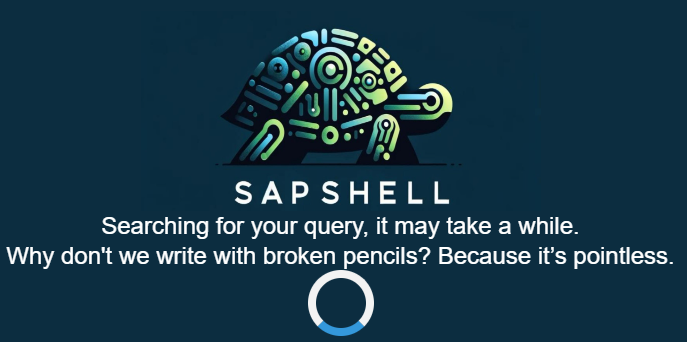 SAPSHELL
Searching for your query, it may take a while.
Why don't we write with broken pencils? Because it’s pointless.